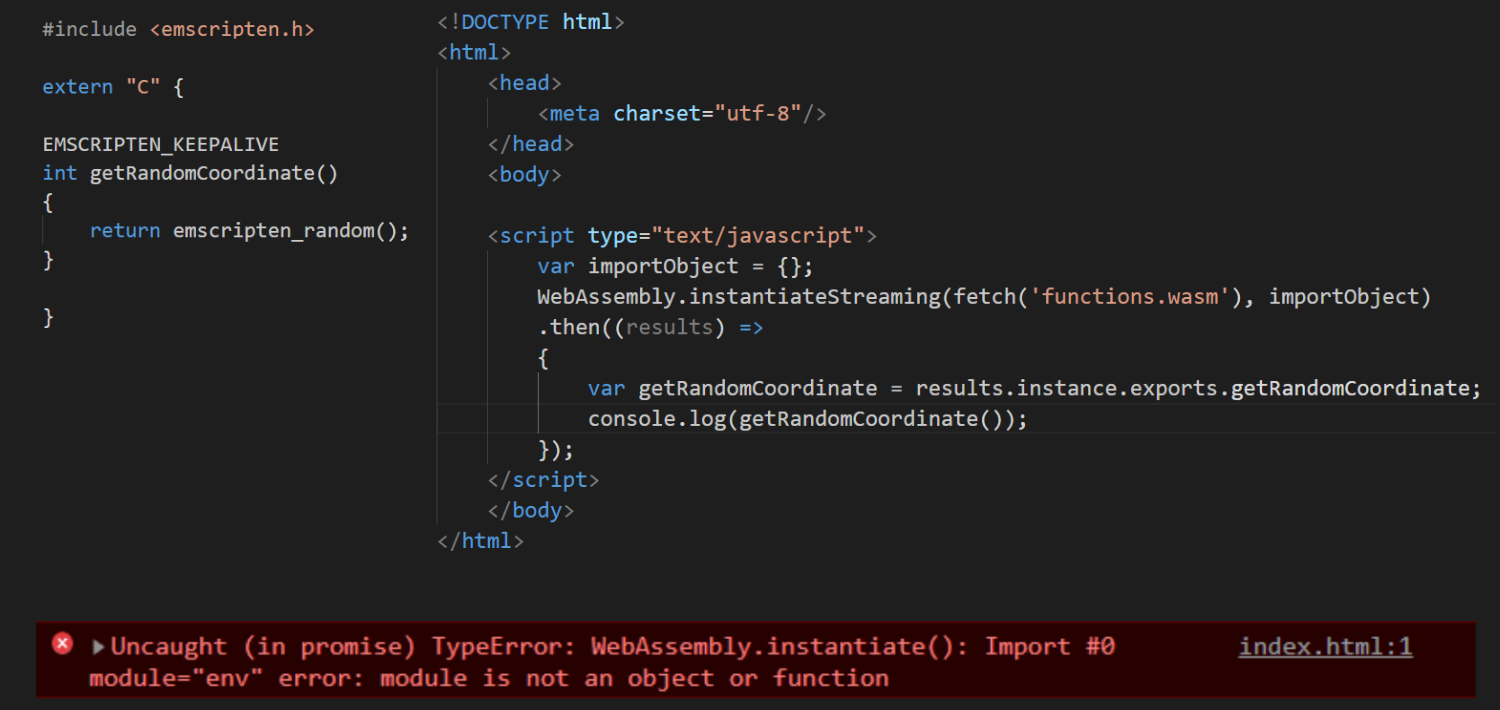 #include <emscripten.h>
extern "C" {
EMSCRIPTEN_KEEPALIVE
int getRandomCoordinate()
{
return emscripten_random();
}
}
<!DOCTYPE html>
<html>
<head>
<meta charset="utf-8"/>
</head>
<body>
<script type="text/javascript">
var importObject = {};
WebAssembly.instantiateStreaming(fetch('functions.wasm'), importObject)
.then((results) =>
{
var getRandomCoordinate = results.instance.exports.getRandomCoordinate;
console.log(getRandomCoordinate());
});
</script>
</body>
</html>
Uncaught (in promise) TypeError: WebAssembly.instantiate(): Import #0 index.html:1
module="env" error: module is not an object or function